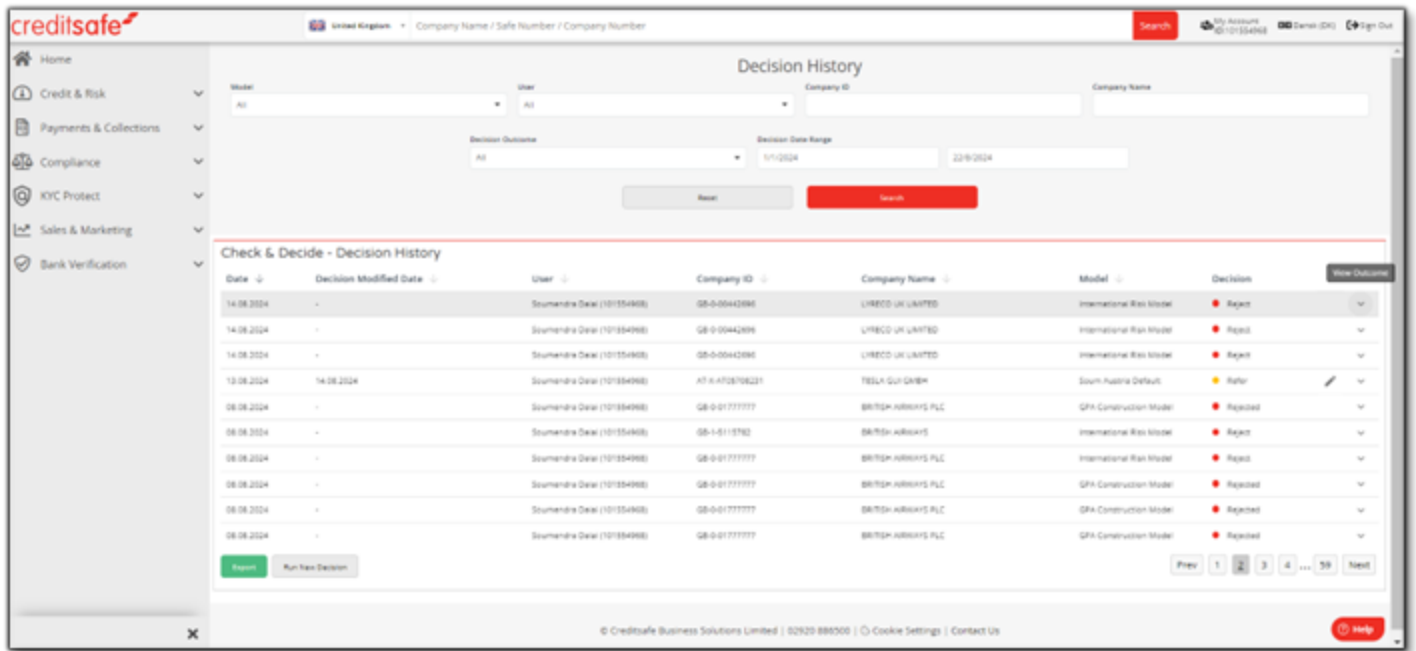 creditsafe
United Kingdom
Company Name / Safe Number / Company Number
Search
My Account
ID:101554968
Dansk (DK)
Sign Out
Home
Credit & Risk
Payments & Collections
Compliance
KYC Protect
Sales & Marketing
Bank Verification
Decision History
Model User Company ID Company Name
All All
Decision Outcome Decision Date Range
All 1/1/2024 22/8/2024
Reset Search
Check & Decide - Decision History
View Outcome
Date Decision Modified Date User Company ID Company Name Model Decision
14.08.2024 - Soumendra Dalai (101554968) GB-0-00442696 LYRECO UK LIMITED International Risk Model Reject
14.08.2024 - Soumendra Dalai (101554968) GB-0-00442696 LYRECO UK LIMITED International Risk Model Reject
14.08.2024 - Soumendra Dalai (101554968) GB-0-00442696 LYRECO UK LIMITED International Risk Model Reject
13.08.2024 14.08.2024 Soumendra Dalai (101554968) TESLA GUI GMBH Soum Austria Default Refer
08.08.2024 - Soumendra Dalai (101554968) GB-0-01777777 BRITISH AIRWAYS PLC GPA Construction Model Rejected
08.08.2024 - Soumendra Dalai (101554968) GB-1-5115782 BRITISH AIRWAYS International Risk Model Reject
08.08.2024 - Soumendra Dalai (101554968) GB-0-01777777 BRITISH AIRWAYS PLC International Risk Model Reject
08.08.2024 - Soumendra Dalai (101554968) GB-0-01777777 BRITISH AIRWAYS PLC GPA Construction Model Rejected
08.08.2024 - Soumendra Dalai (101554968) GB-0-01777777 BRITISH AIRWAYS PLC GPA Construction Model Rejected
08.08.2024 - Soumendra Dalai (101554968) GB-0-01777777 BRITISH AIRWAYS PLC GPA Construction Model Rejected
Export Run New Decision Prev 1 2 3 4 ... 59 Next
© Creditsafe Business Solutions Limited | 02920 886500 | Cookie Settings | Contact Us
Help